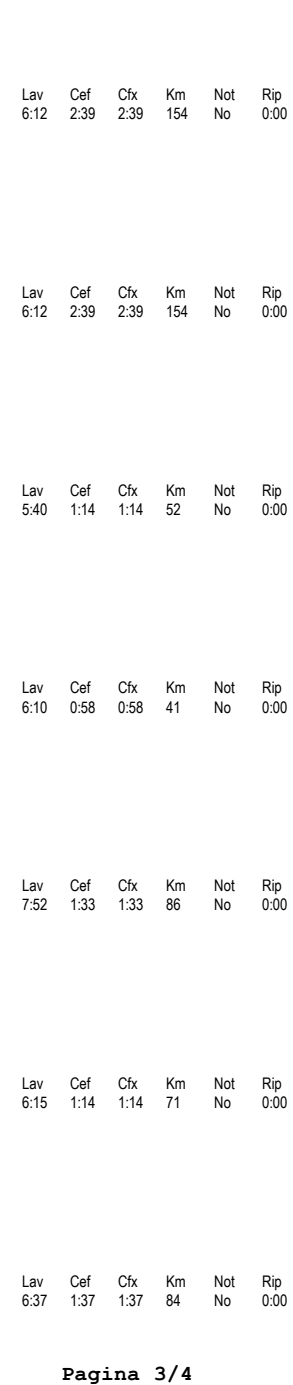 Lav Cef Cfx Km Not Rip
6:12 2:39 2:39 154 No 0:00
Lav Cef Cfx Km Not Rip
6:12 2:39 2:39 154 No 0:00
Lav Cef Cfx Km Not Rip
5:40 1:14 1:14 52 No 0:00
Lav Cef Cfx Km Not Rip
6:10 0:58 0:58 41 No 0:00
Lav Cef Cfx Km Not Rip
7:52 1:33 1:33 86 No 0:00
Lav Cef Cfx Km Not Rip
6:15 1:14 1:14 71 No 0:00
Lav Cef Cfx Km Not Rip
6:37 1:37 1:37 84 No 0:00
Pagina 3/4